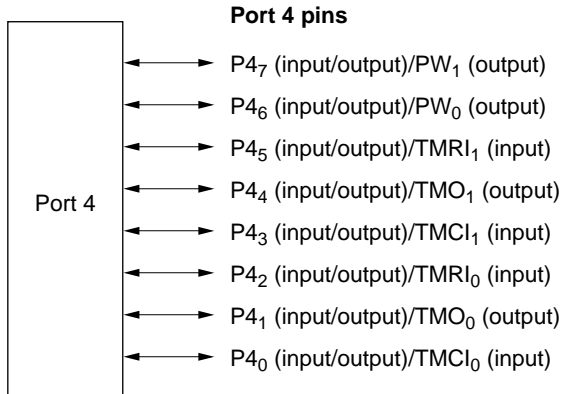 Port 4 pins
P4₇ (input/output)/PW₁ (output)
P4₆ (input/output)/PW₀ (output)
P4₅ (input/output)/TMRI₁ (input)
P4₄ (input/output)/TMO₁ (output)
Port 4
P4₃ (input/output)/TMCI₁ (input)
P4₂ (input/output)/TMRI₀ (input)
P4₁ (input/output)/TMO₀ (output)
P4₀ (input/output)/TMCI₀ (input)